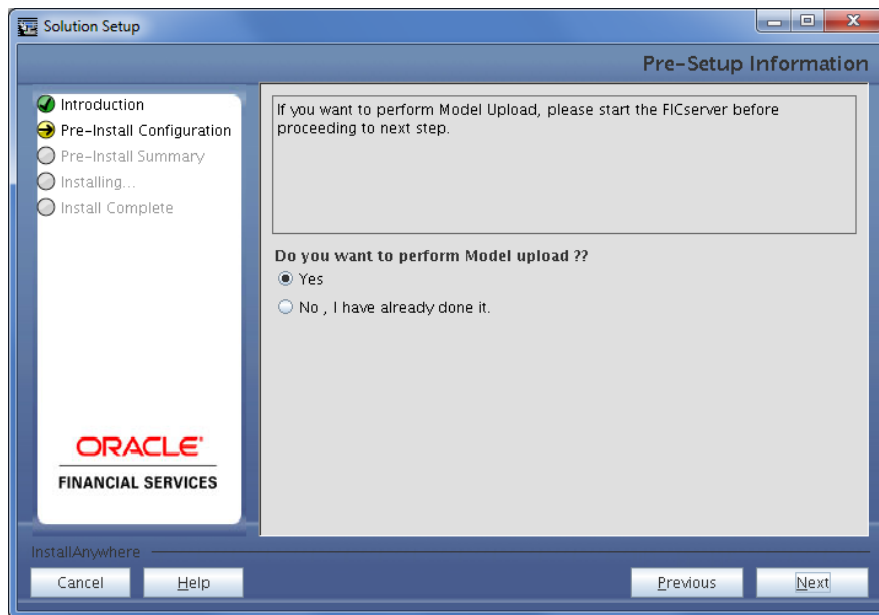 Solution Setup
Pre-Setup Information
Introduction
Pre-Install Configuration
Pre-Install Summary
Installing...
Install Complete
ORACLE
FINANCIAL SERVICES
If you want to perform Model Upload, please start the FICserver before
proceeding to next step.
Do you want to perform Model upload ??
Yes
No , I have already done it.
InstallAnywhere
Cancel
Help
Previous
Next